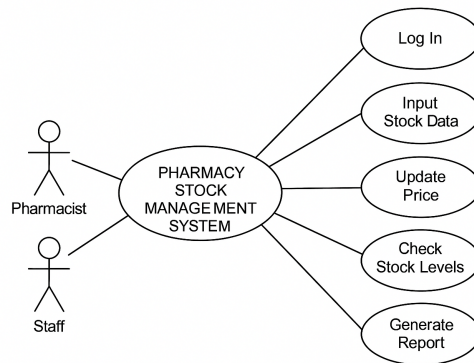 Log In
Input
Stock Data
Pharmacist
PHARMACY
STOCK
MANAGEMENT
SYSTEM
Update
Price
Staff
Check
Stock Levels
Generate
Report